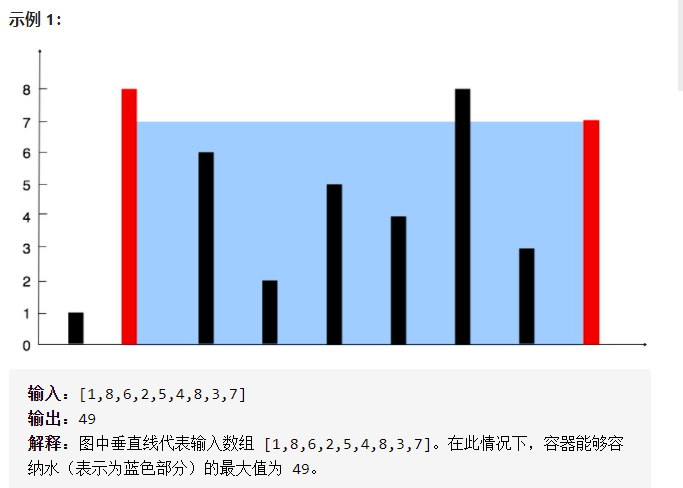 示例 1：
8
7
6
5
4
3
2
1
0
输入：[1,8,6,2,5,4,8,3,7]
输出：49
解释：图中垂直线代表输入数组 [1,8,6,2,5,4,8,3,7]。在此情况下，容器能够容
纳水（表示为蓝色部分）的最大值为 49。